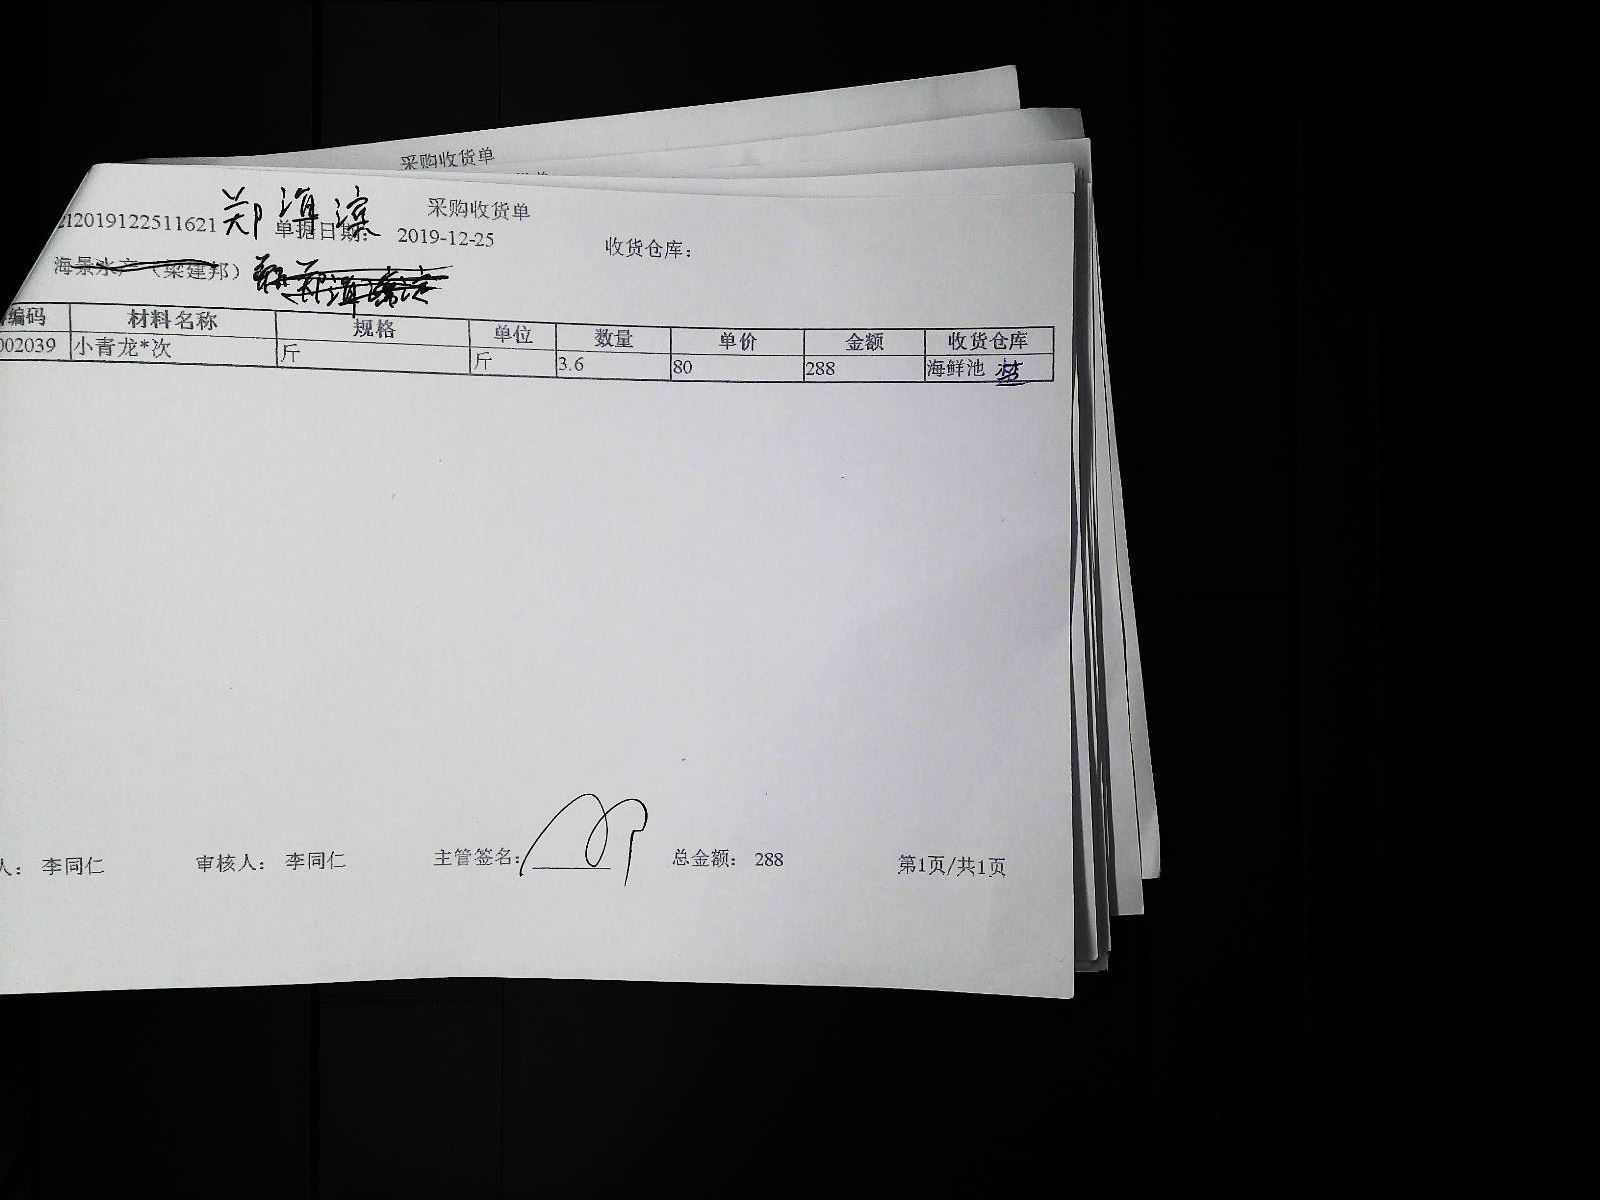 采购收货单
采购收货单
212019122511621 郑海滨 单据日期: 2019-12-25 收货仓库:
海景水产（梁建邦）
编码 材料名称 规格 单位 数量 单价 金额 收货仓库
002039 小青龙*次 斤 斤 3.6 80 288 海鲜池
人: 李同仁 审核人: 李同仁 主管签名: 总金额: 288 第1页/共1页